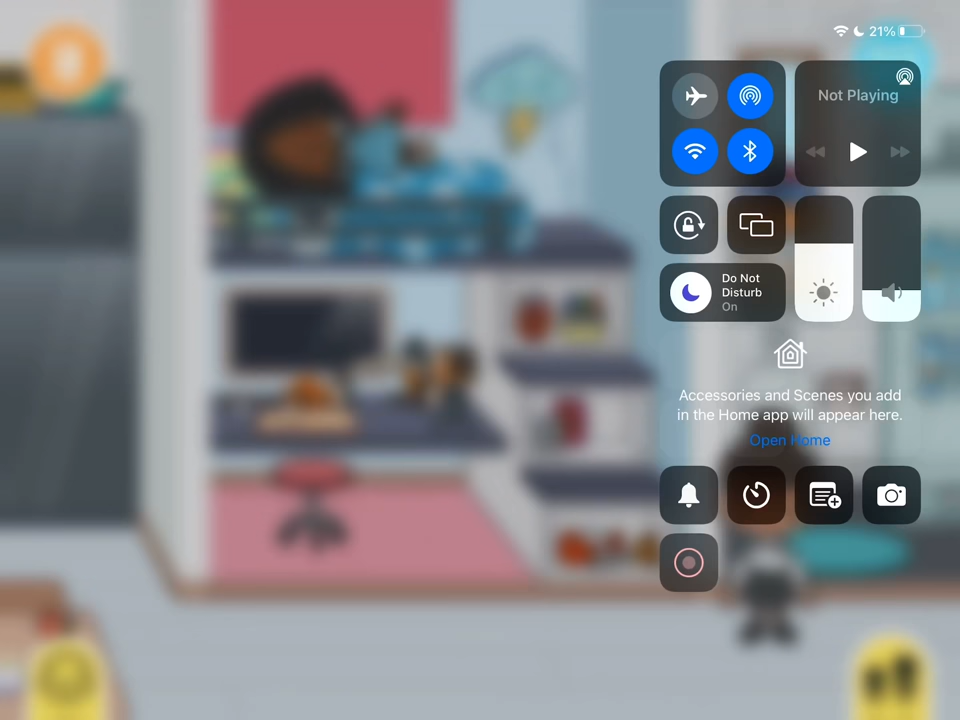 21%
Not Playing
Do Not
Disturb
On
Accessories and Scenes you add
in the Home app will appear here.
Open Home